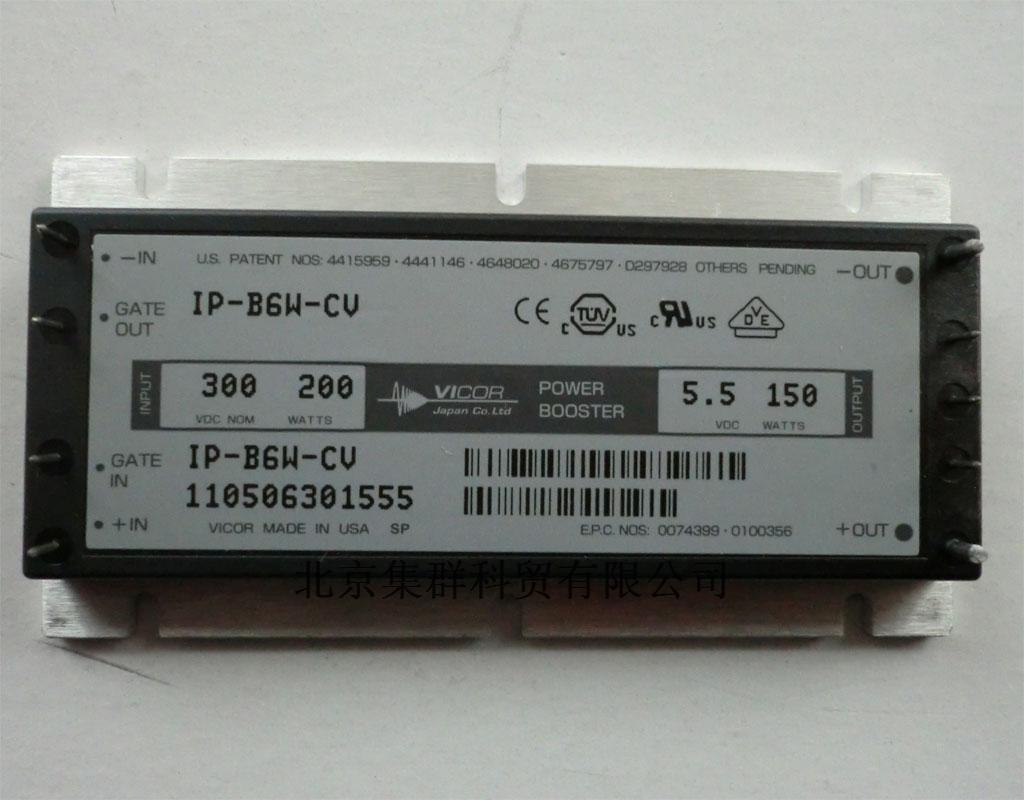 −IN
U.S. PATENT NOS: 4415959 · 4441146 · 4648020 · 4675797 · D297928 OTHERS PENDING
−OUT
GATE
OUT
IP-B6W-CV
CE
c TÜV US
c RU US
VDE
INPUT
300 200
VDC NOM WATTS
VICOR
Japan Co. Ltd
POWER
BOOSTER
5.5 150
VDC WATTS
OUTPUT
GATE
IN
IP-B6W-CV
110506301555
+IN
VICOR MADE IN USA SP
E.P.C. NOS: 0074399 · 0100356
+OUT
北京集群科贸有限公司